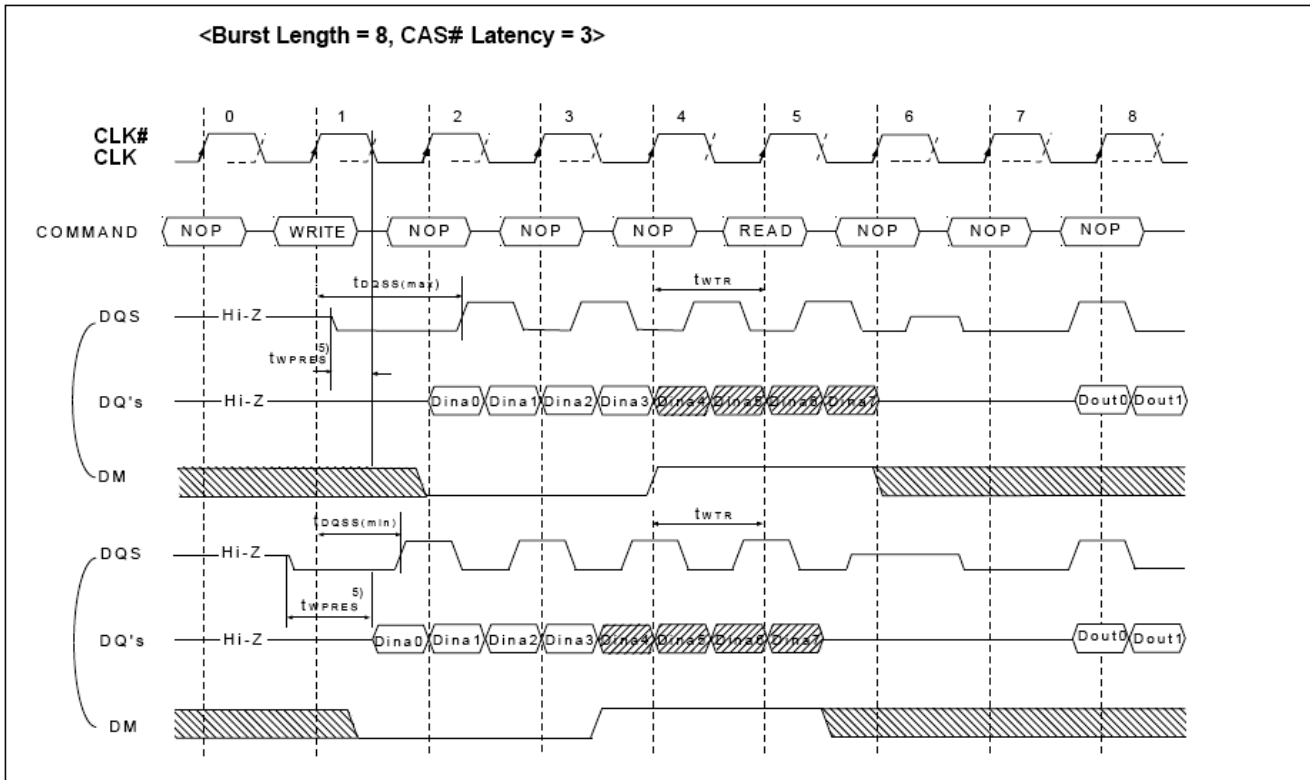 <Burst Length = 8, CAS# Latency = 3>
0 1 2 3 4 5 6 7 8
CLK#
CLK
COMMAND NOP WRITE NOP NOP NOP READ NOP NOP NOP
tDQSS(max) tWTR
DQS Hi-Z
tWPRES 5)
DQ's Hi-Z Dina0 Dina1 Dina2 Dina3 Dina4 Dina5 Dina6 Dina7 Dout0 Dout1
DM
tDQSS(min) tWTR
DQS Hi-Z
tWPRES 5)
DQ's Hi-Z Dina0 Dina1 Dina2 Dina3 Dina4 Dina5 Dina6 Dina7 Dout0 Dout1
DM